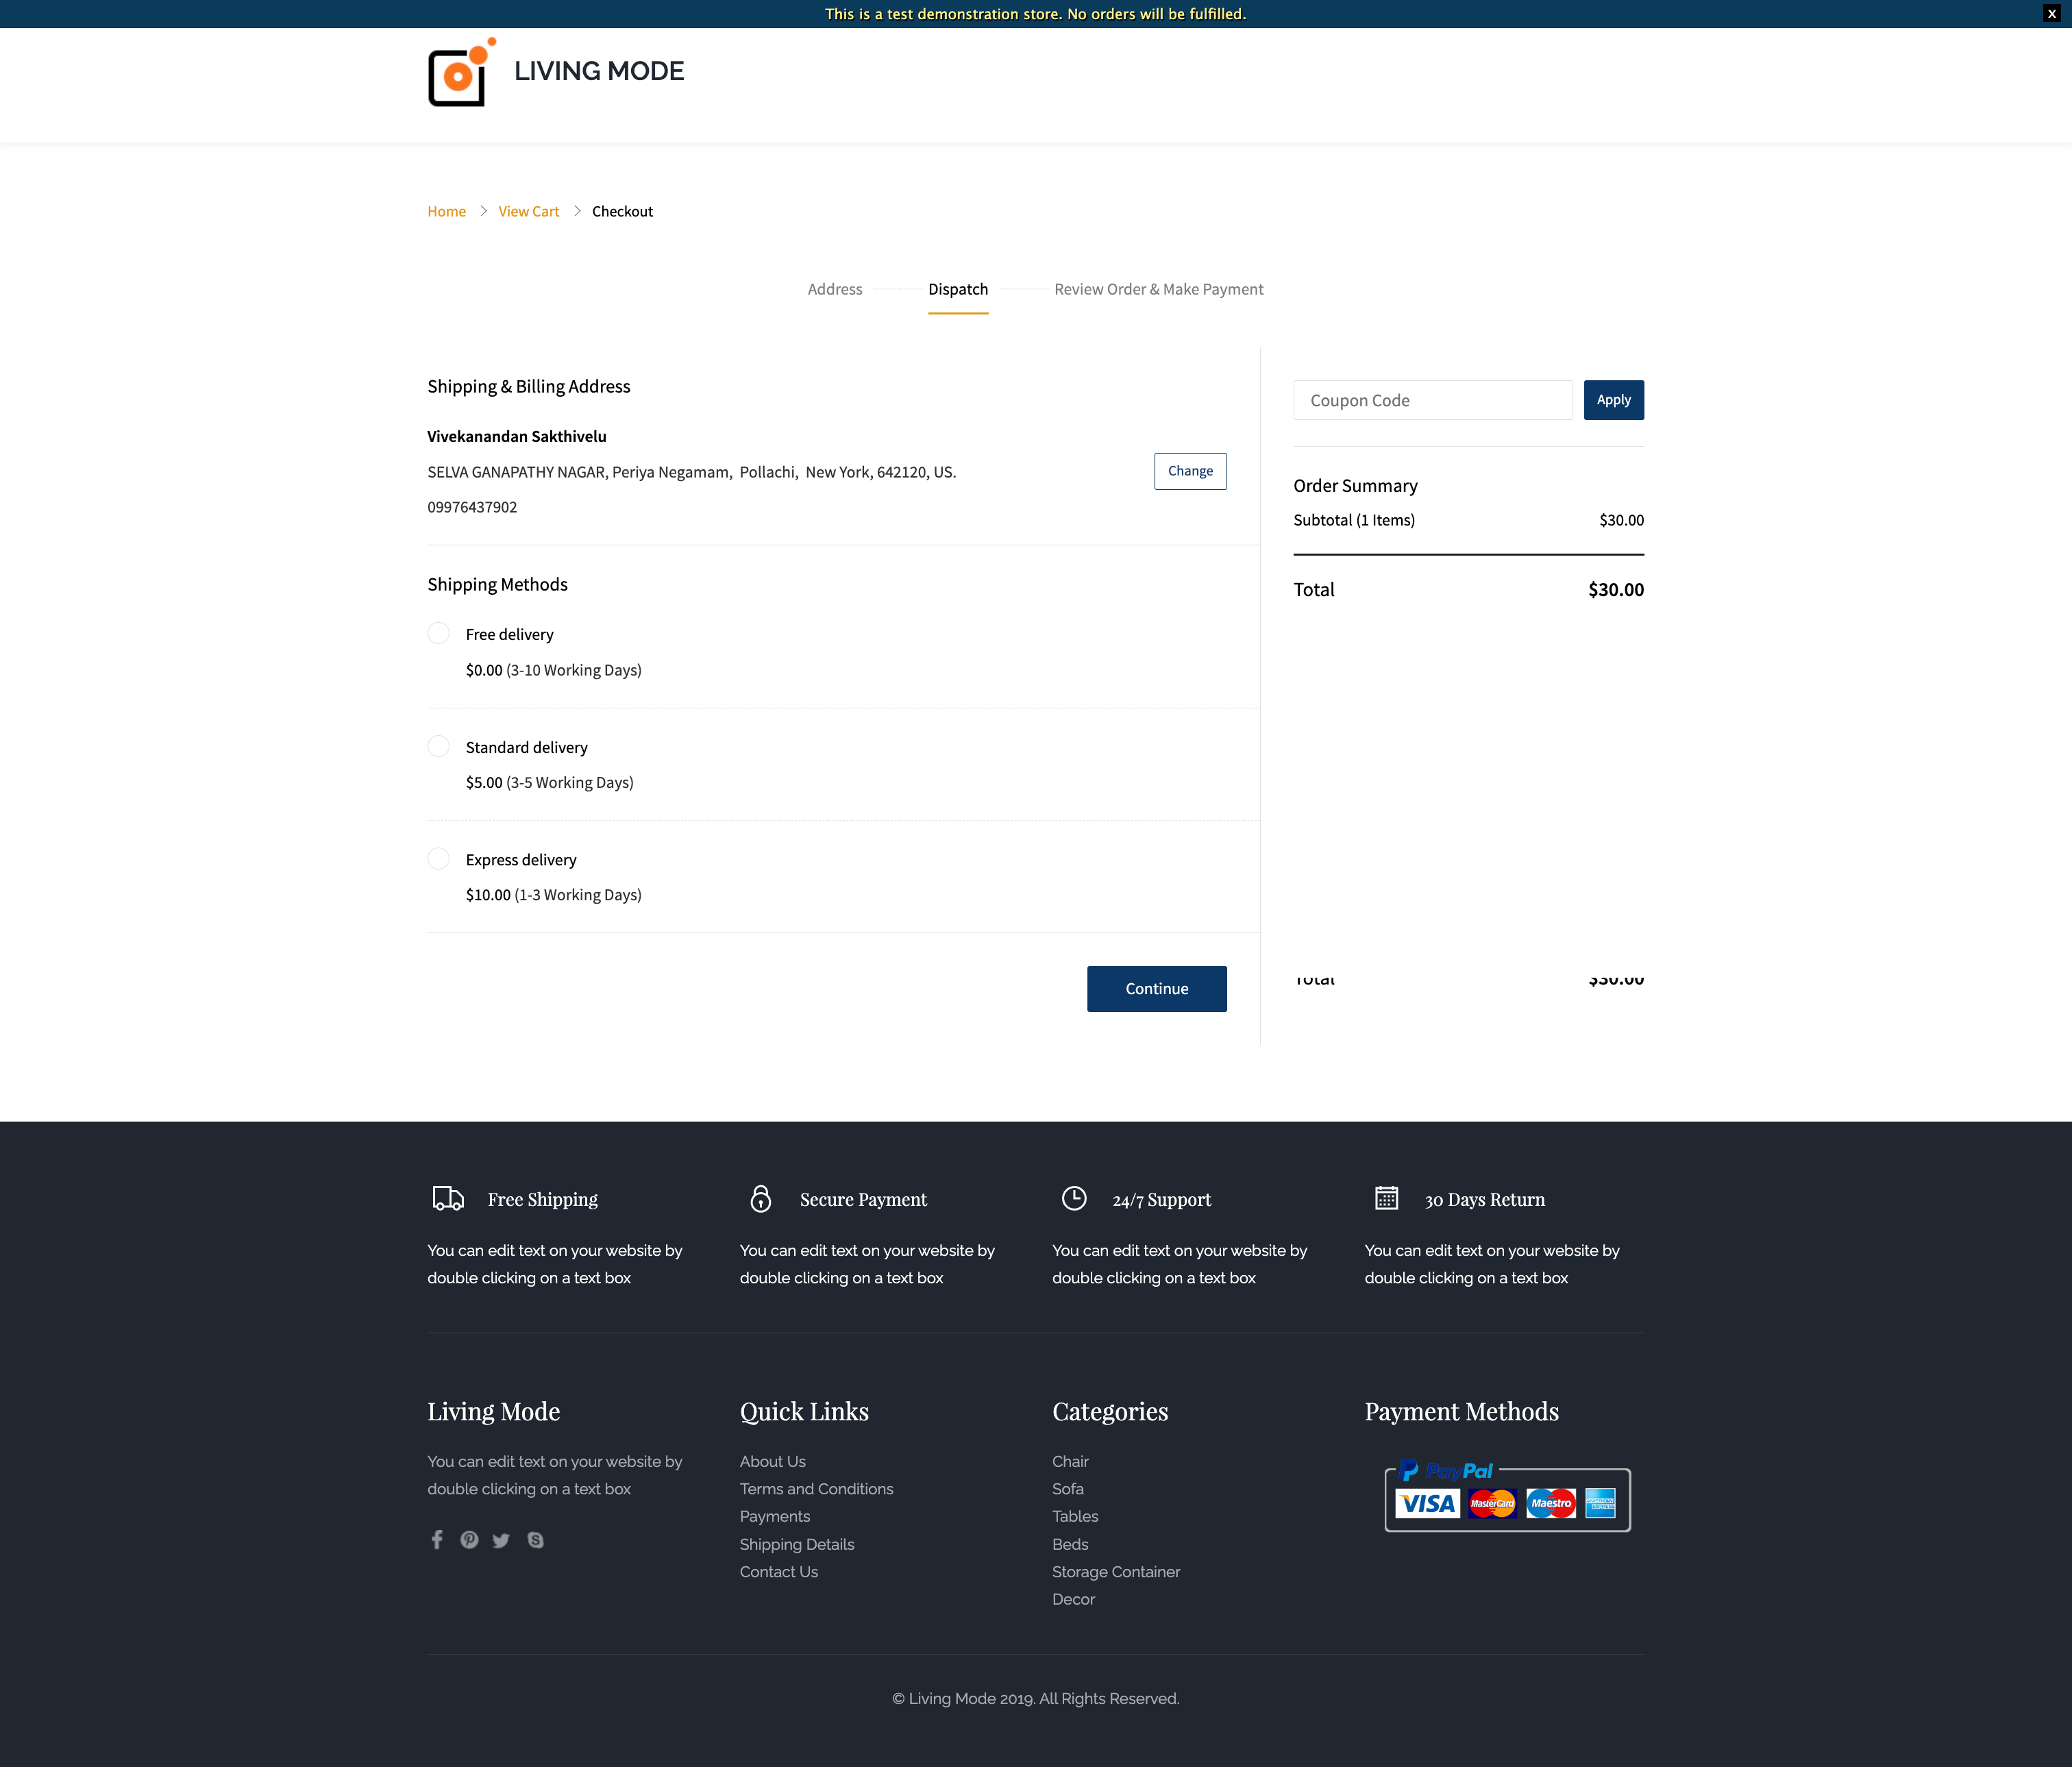 This is a test demonstration store. No orders will be fulfilled.
X
LIVING MODE
Home > View Cart > Checkout
Address Dispatch Review Order & Make Payment
Shipping & Billing Address
Vivekanandan Sakthivelu
SELVA GANAPATHY NAGAR, Periya Negamam, Pollachi, New York, 642120, US.
09976437902
Change
Shipping Methods
Free delivery
$0.00 (3-10 Working Days)
Standard delivery
$5.00 (3-5 Working Days)
Express delivery
$10.00 (1-3 Working Days)
Continue
Coupon Code Apply
Order Summary
Subtotal (1 Items) $30.00
Total $30.00
Total $30.00
Free Shipping
You can edit text on your website by
double clicking on a text box
Secure Payment
You can edit text on your website by
double clicking on a text box
24/7 Support
You can edit text on your website by
double clicking on a text box
30 Days Return
You can edit text on your website by
double clicking on a text box
Living Mode
You can edit text on your website by
double clicking on a text box
Quick Links
About Us
Terms and Conditions
Payments
Shipping Details
Contact Us
Categories
Chair
Sofa
Tables
Beds
Storage Container
Decor
Payment Methods
PayPal
VISA MasterCard Maestro AMERICAN EXPRESS
© Living Mode 2019. All Rights Reserved.